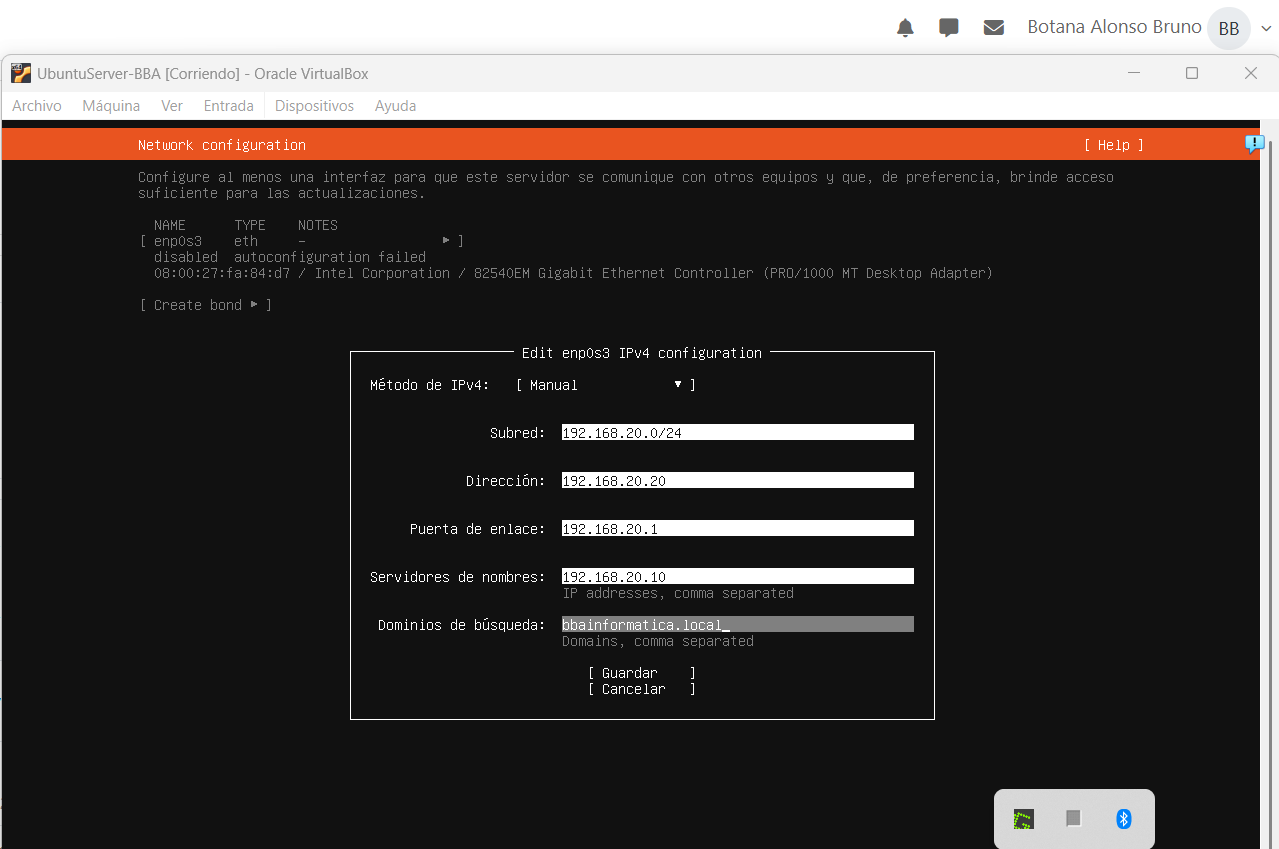 Botana Alonso Bruno BB
UbuntuServer-BBA [Corriendo] - Oracle VirtualBox
Archivo Máquina Ver Entrada Dispositivos Ayuda
Network configuration [ Help ]
Configure al menos una interfaz para que este servidor se comunique con otros equipos y que, de preferencia, brinde acceso
suficiente para las actualizaciones.
NAME TYPE NOTES
[ enp0s3 eth – ▸ ]
disabled autoconfiguration failed
08:00:27:fa:84:d7 / Intel Corporation / 82540EM Gigabit Ethernet Controller (PRO/1000 MT Desktop Adapter)
[ Create bond ▸ ]
Edit enp0s3 IPv4 configuration
Método de IPv4: [ Manual ▾ ]
Subred: 192.168.20.0/24
Dirección: 192.168.20.20
Puerta de enlace: 192.168.20.1
Servidores de nombres: 192.168.20.10
IP addresses, comma separated
Dominios de búsqueda: bbainformatica.local_
Domains, comma separated
[ Guardar ]
[ Cancelar ]